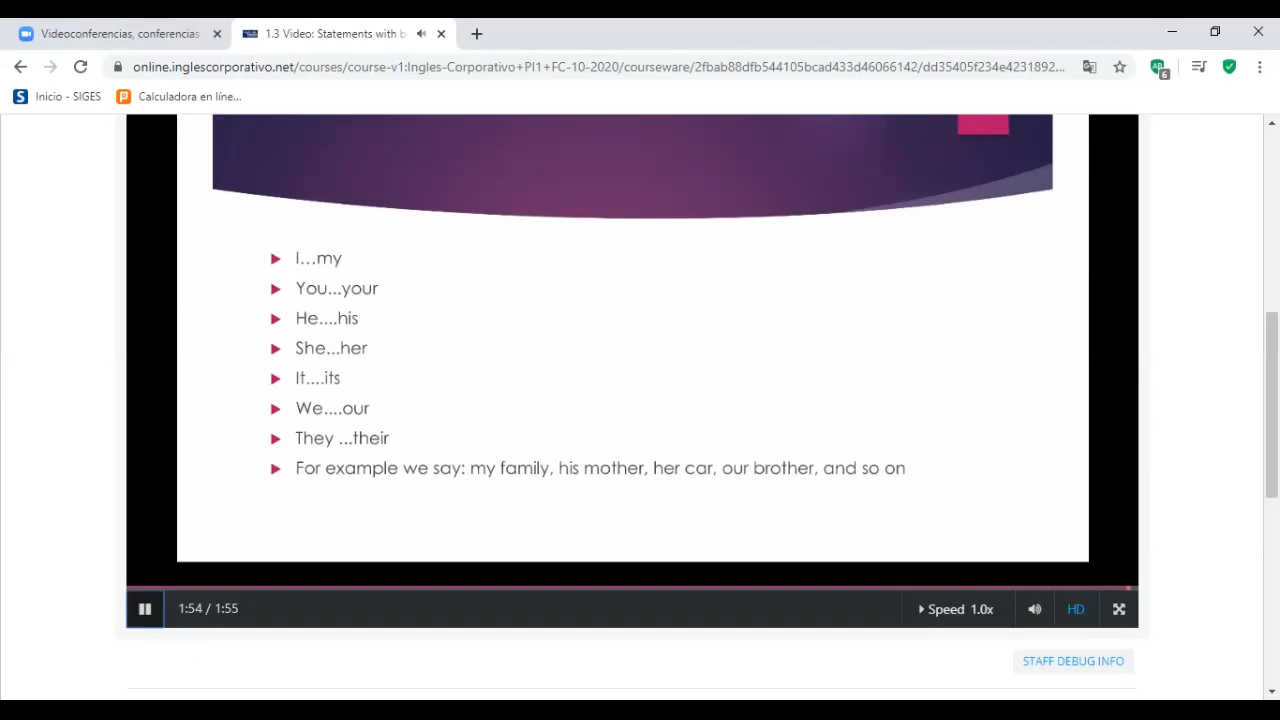 Videoconferencias, conferencias
1.3 Video: Statements with b
online.inglescorporativo.net/courses/course-v1:Ingles-Corporativo+PI1+FC-10-2020/courseware/2fbab88dfb544105bcad433d46066142/dd35405f234e4231892...
6
S Inicio - SIGES
Calculadora en líne...
I...my
You...your
He....his
She...her
It....its
We....our
They ...their
For example we say: my family, his mother, her car, our brother, and so on
1:54 / 1:55
Speed 1.0x
HD
STAFF DEBUG INFO